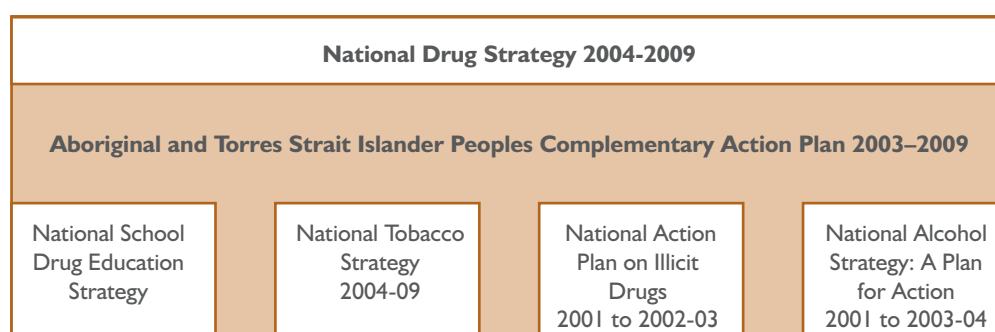 National Drug Strategy 2004-2009
Aboriginal and Torres Strait Islander Peoples Complementary Action Plan 2003–2009
National School
Drug Education
Strategy
National Tobacco
Strategy
2004-09
National Action
Plan on Illicit
Drugs
2001 to 2002-03
National Alcohol
Strategy: A Plan
for Action
2001 to 2003-04